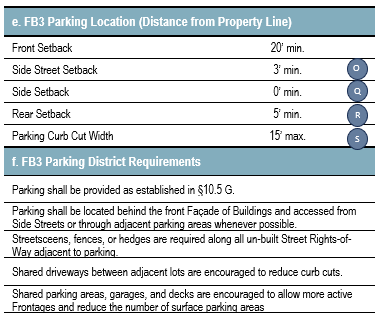 e. FB3 Parking Location (Distance from Property Line)
Front Setback 20' min.
Side Street Setback 3' min. O
Side Setback 0' min. Q
Rear Setback 5' min. R
Parking Curb Cut Width 15' max. S
f. FB3 Parking District Requirements
Parking shall be provided as established in §10.5 G.
Parking shall be located behind the front Façade of Buildings and accessed from
Side Streets or through adjacent parking areas whenever possible.
Streetsceens, fences, or hedges are required along all un-built Street Rights-of-
Way adjacent to parking.
Shared driveways between adjacent lots are encouraged to reduce curb cuts.
Shared parking areas, garages, and decks are encouraged to allow more active
Frontages and reduce the number of surface parking areas